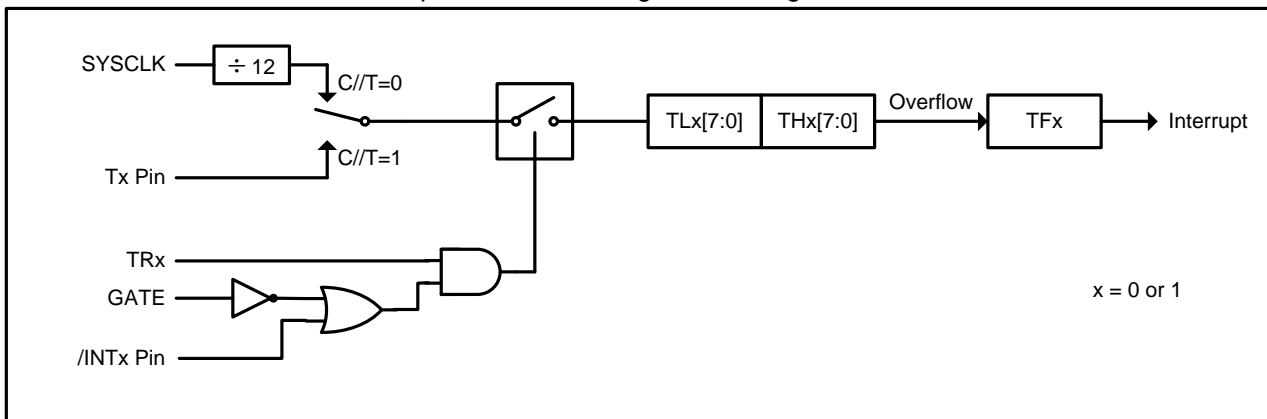 SYSCLK
÷ 12
C//T=0
C//T=1
Tx Pin
TLx[7:0]
THx[7:0]
Overflow
TFx
Interrupt
TRx
GATE
/INTx Pin
x = 0 or 1